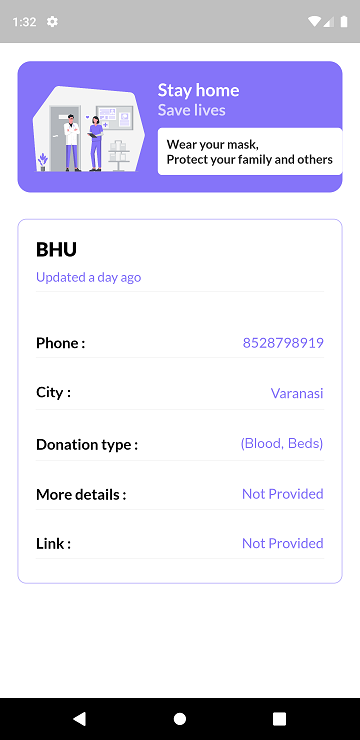 1:32
Stay home
Save lives
Wear your mask,
Protect your family and others
BHU
Updated a day ago
Phone : 8528798919
City : Varanasi
Donation type : (Blood, Beds)
More details : Not Provided
Link : Not Provided